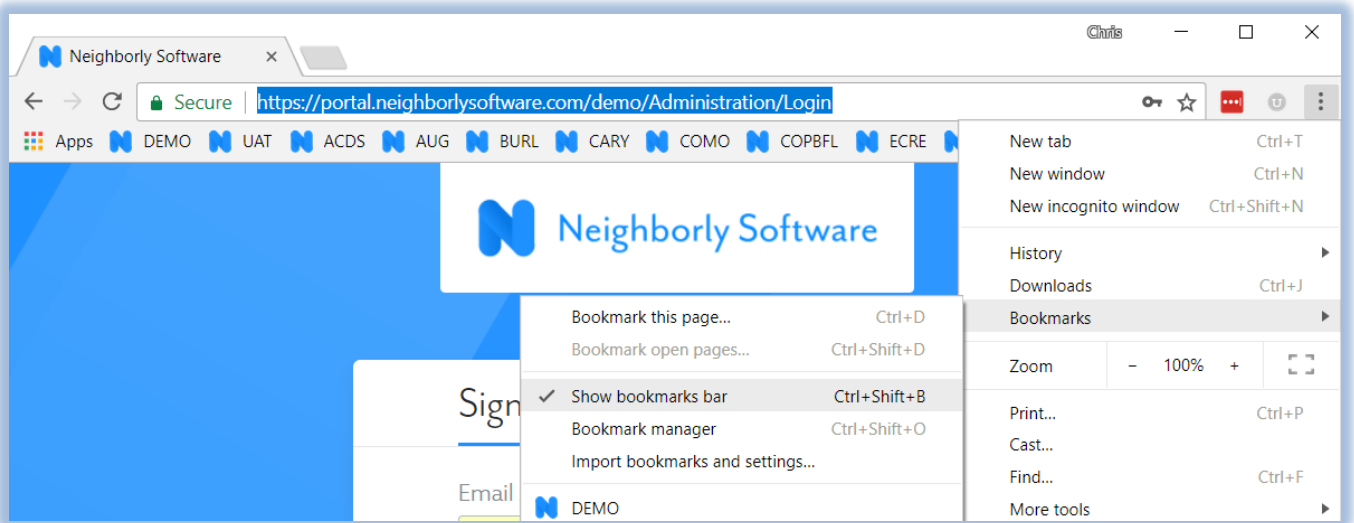 Chris
Neighborly Software
Secure https://portal.neighborlysoftware.com/demo/Administration/Login
Apps DEMO UAT ACDS AUG BURL CARY COMO COPBFL ECRE
Neighborly Software
New tab Ctrl+T
New window Ctrl+N
New incognito window Ctrl+Shift+N
History
Downloads Ctrl+J
Bookmarks
Zoom - 100% +
Print... Ctrl+P
Cast...
Find... Ctrl+F
More tools
Bookmark this page... Ctrl+D
Bookmark open pages... Ctrl+Shift+D
Show bookmarks bar Ctrl+Shift+B
Bookmark manager Ctrl+Shift+O
Import bookmarks and settings...
DEMO
Sign
Email